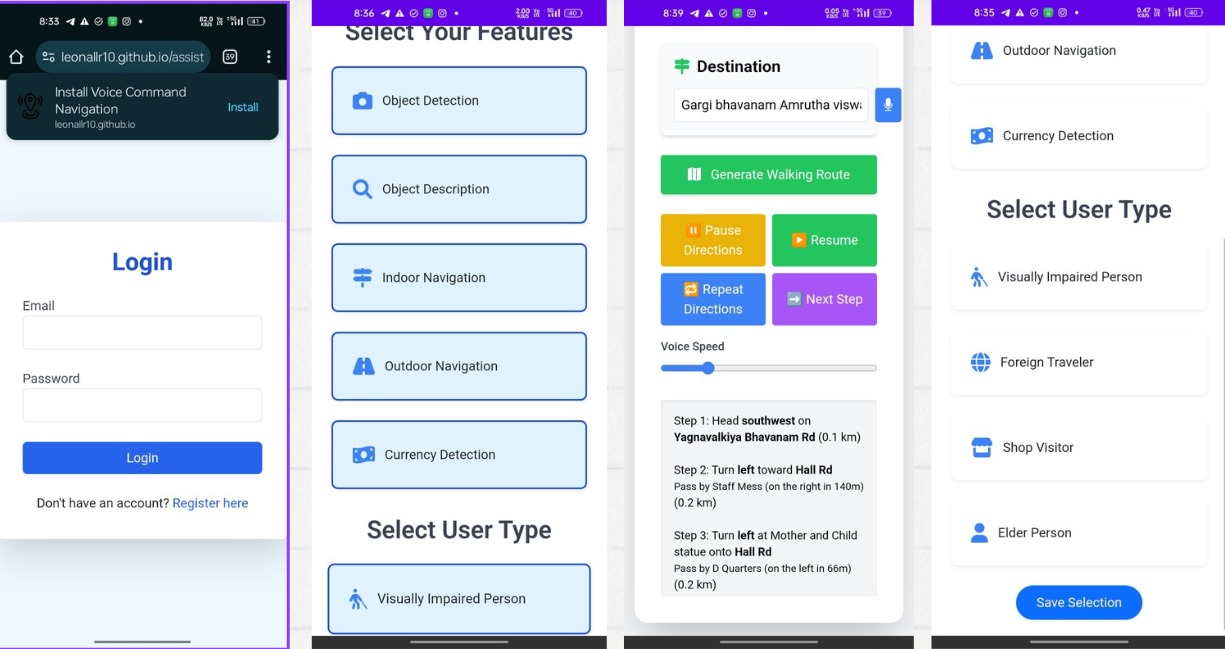 8:33
82.0 KB/S
41
leonallr10.github.io/assist
39
Install Voice Command
Navigation
leonallr10.github.io
Install
Login
Email
Password
Login
Don't have an account? Register here
8:36
2.00 KB/S
40
Select Your Features
Object Detection
Object Description
Indoor Navigation
Outdoor Navigation
Currency Detection
Select User Type
Visually Impaired Person
8:39
0.05 KB/S
39
Destination
Gargi bhavanam Amrutha viswa
Generate Walking Route
Pause
Directions
Resume
Repeat
Directions
Next Step
Voice Speed
Step 1: Head southwest on
Yagnavalkiya Bhavanam Rd (0.1 km)
Step 2: Turn left toward Hall Rd
Pass by Staff Mess (on the right in 140m)
(0.2 km)
Step 3: Turn left at Mother and Child
statue onto Hall Rd
Pass by D Quarters (on the left in 66m)
(0.2 km)
8:35
0.47 KB/S
40
Outdoor Navigation
Currency Detection
Select User Type
Visually Impaired Person
Foreign Traveler
Shop Visitor
Elder Person
Save Selection